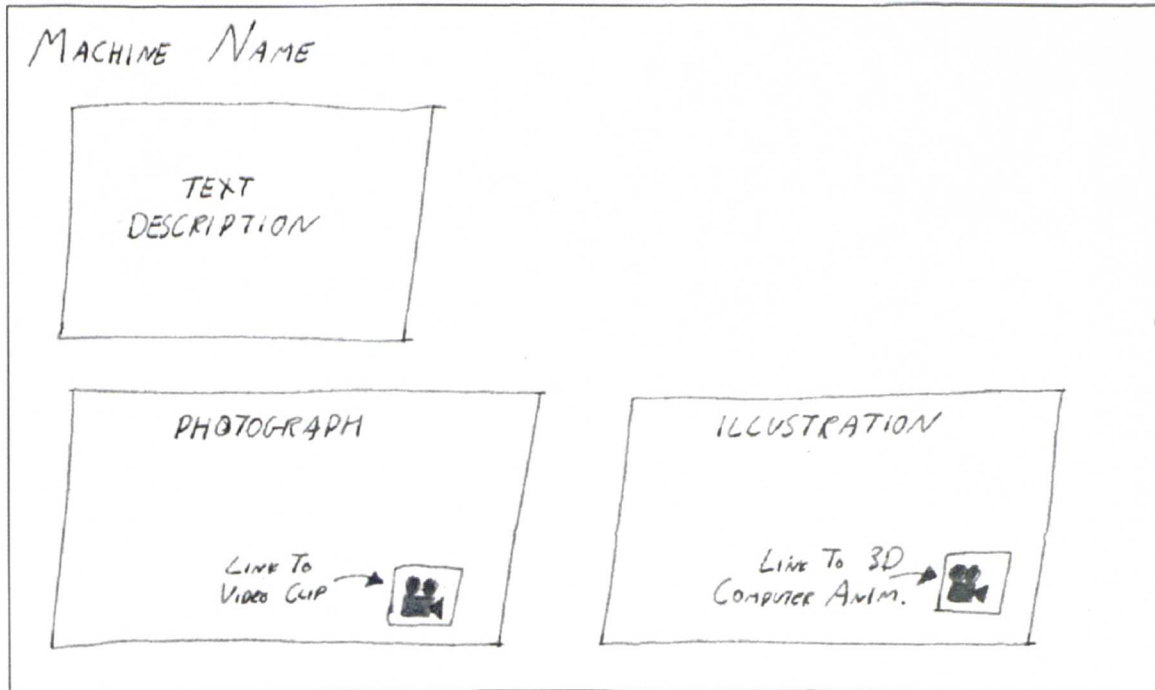 MACHINE NAME
TEXT
DESCRIPTION
PHOTOGRAPH
LINK TO
VIDEO CLIP
ILLUSTRATION
LINK TO 3D
COMPUTER ANIM.